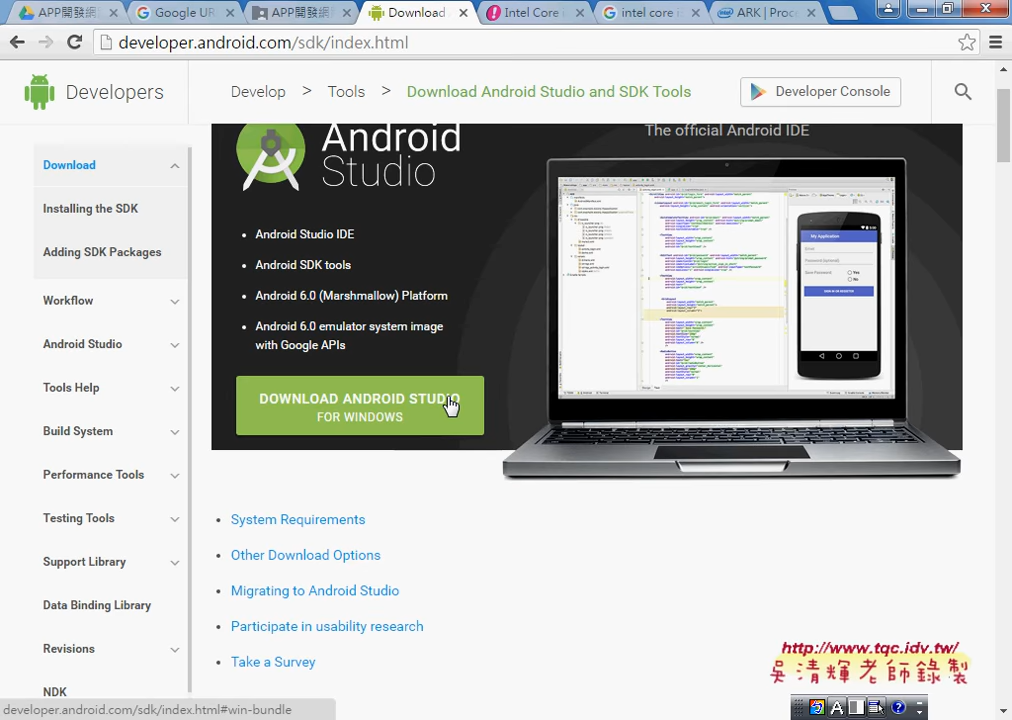 APP開發網
Google UR
APP開發網
Download
Intel Core i
intel core i
ARK | Proc
developer.android.com/sdk/index.html
Developers
Develop > Tools > Download Android Studio and SDK Tools
Developer Console
Download
Installing the SDK
Adding SDK Packages
Workflow
Android Studio
Tools Help
Build System
Performance Tools
Testing Tools
Support Library
Data Binding Library
Revisions
NDK
Android
Studio
The official Android IDE
• Android Studio IDE
• Android SDK tools
• Android 6.0 (Marshmallow) Platform
• Android 6.0 emulator system image
with Google APIs
DOWNLOAD ANDROID STUDIO
FOR WINDOWS
My Application
• System Requirements
• Other Download Options
• Migrating to Android Studio
• Participate in usability research
• Take a Survey
http://www.tqc.idv.tw/
吳清輝老師錄製
developer.android.com/sdk/index.html#win-bundle